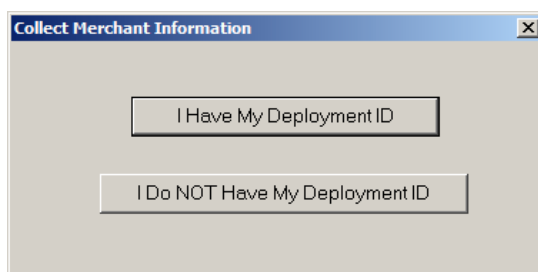 Collect Merchant Information
I Have My Deployment ID
I Do NOT Have My Deployment ID